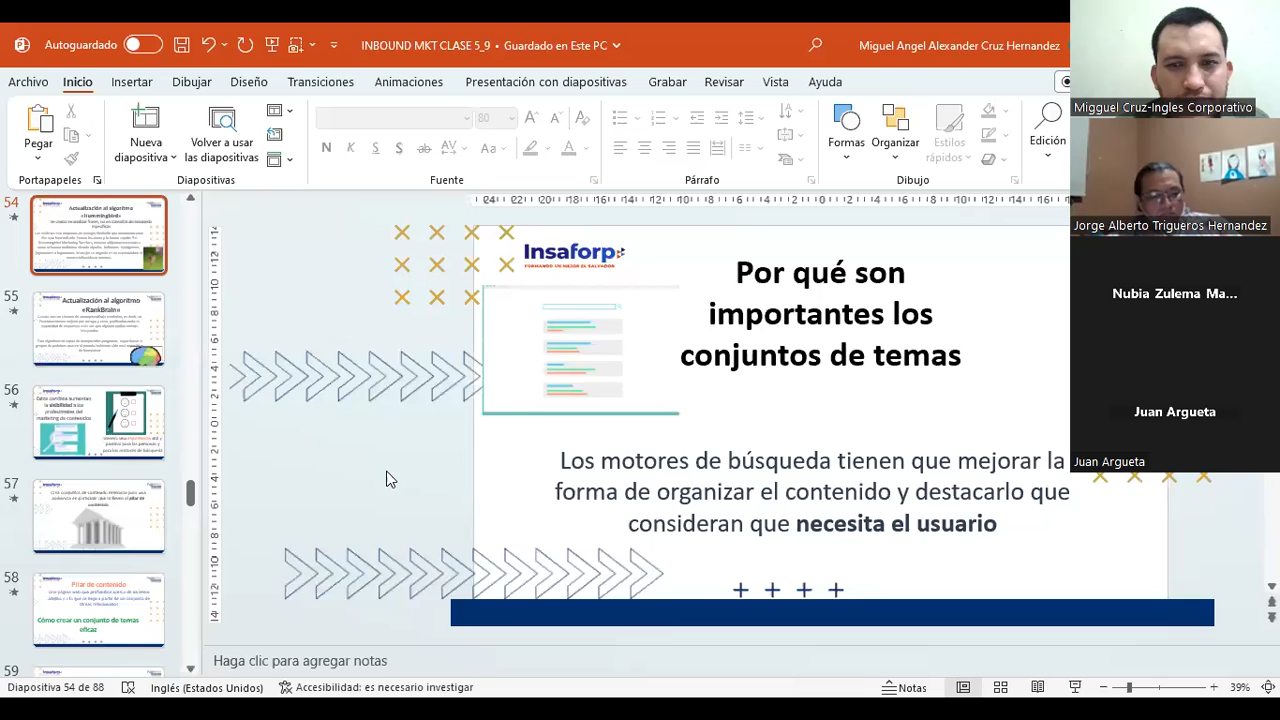 Autoguardado
INBOUND MKT CLASE 5_9 • Guardado en Este PC
Miguel Angel Alexander Cruz Hernandez
Archivo Inicio Insertar Dibujar Diseño Transiciones Animaciones Presentación con diapositivas Grabar Revisar Vista Ayuda
Pegar
Nueva diapositiva
Volver a usar las diapositivas
80
N K S S ab AV Aa A
Formas
Organizar
Estilos rápidos
Edición
Portapapeles
Diapositivas
Fuente
Párrafo
Dibujo
Migguel Cruz-Ingles Corporativo
Jorge Alberto Trigueros Hernandez
Nubia Zulema Ma...
Juan Argueta
Juan Argueta
54
Actualización al algoritmo
«Hummingbird»
55
Actualización al algoritmo
«RankBrain»
56
57
58
Pilar de contenido
Cómo crear un conjunto de temas
eficaz
59
Insaforp
FORMANDO UN MEJOR EL SALVADOR
Por qué son
importantes los
conjuntos de temas
Los motores de búsqueda tienen que mejorar la
forma de organizar el contenido y destacarlo que
consideran que necesita el usuario
Haga clic para agregar notas
Diapositiva 54 de 88
Inglés (Estados Unidos)
Accesibilidad: es necesario investigar
Notas
39%